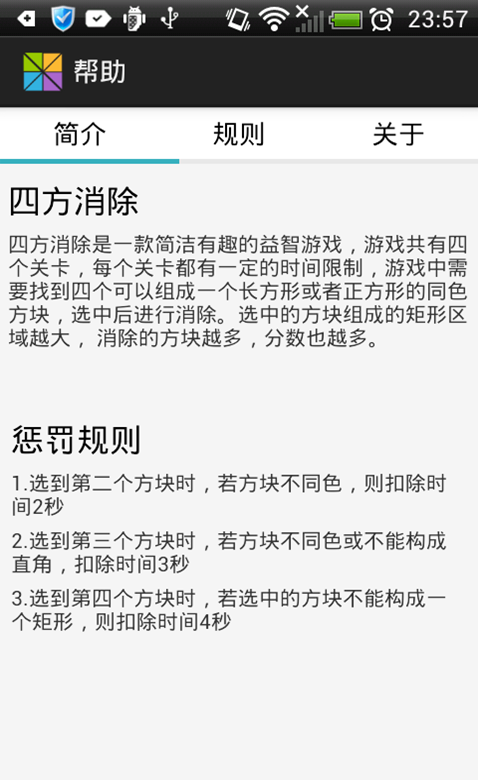 23:57
帮助
简介 规则 关于
四方消除
四方消除是一款简洁有趣的益智游戏，游戏共有四
个关卡，每个关卡都有一定的时间限制，游戏中需
要找到四个可以组成一个长方形或者正方形的同色
方块，选中后进行消除。选中的方块组成的矩形区
域越大， 消除的方块越多，分数也越多。
惩罚规则
1.选到第二个方块时，若方块不同色，则扣除时
间2秒
2.选到第三个方块时，若方块不同色或不能构成
直角，扣除时间3秒
3.选到第四个方块时，若选中的方块不能构成一
个矩形，则扣除时间4秒